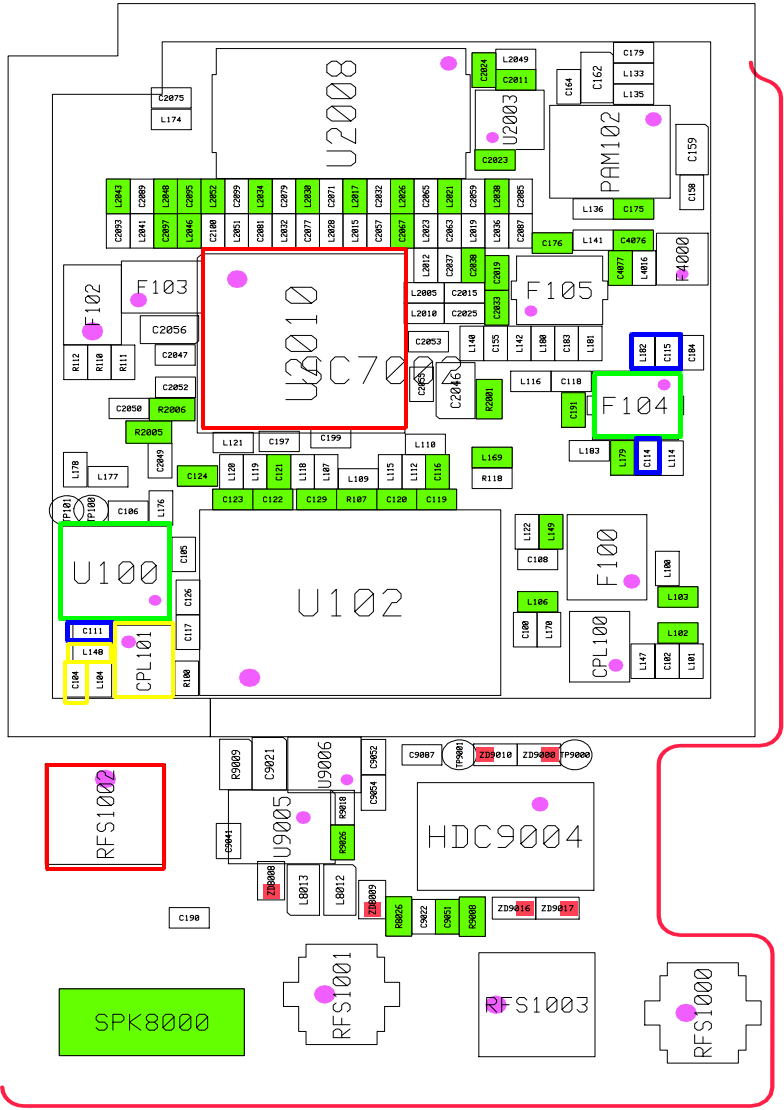 C2024 L2049 C179
C2011 C164 C162 L133
L135
C2075
L174
U2008 U2003 PAM102 C159
C2023
L2043 C2089 L2048 C2095 L2052 C2099 L2034 C2079 L2030 C2071 L2017 C2032 L2026 C2065 L2021 C2059 L2038 C2085 C158
L136 C175
C2093 L2041 C2097 L2046 C2100 L2051 C2081 L2032 C2077 L2028 L2015 C2057 C2067 L2023 C2063 L2019 L2036 C2087
C176 L141 C4076
L2012 C2037 C2038 C2019 C4077 L4016 F4000
F102 F103 F105
L2005 C2015
C2033
L2010 C2025
C2056
C2053 L140 C155 L142 L180 C183 L181
R112 R110 R111 C2047
L182 C115 C184
C2052 C2055 C2046 R2001 L116 C118
C2050 R2006 C191 F104
R2005
L121 C197 C199 L110
L178 L177 C2049 C124 L120 L119 C121 L118 L107 L109 L115 L112 C116 L169 L183 L179 C114 L114
R118
C123 C122 C129 R107 C120 C119
TP101 TP100 C106 L176
U100 C105 U102 L122 L149 F100
C108 L100
C126 L106 L103
C111 C117 C100 L170 L102
L148 CPL101 CPL100
C104 L104 R100 L147 C102 L101
R9009 C9021 U9006 C9052 C9087 TP9001 ZD9010 ZD9000 TP9000
RFS1002 C9054
U9005 R9018
C9041 R9026 HDC9004
ZD8008 L8013 L8012 ZD8009
C190 R8026 C9022 C9051 R9008 ZD9016 ZD9017
RFS1001 RFS1003 RFS1000
SPK8000